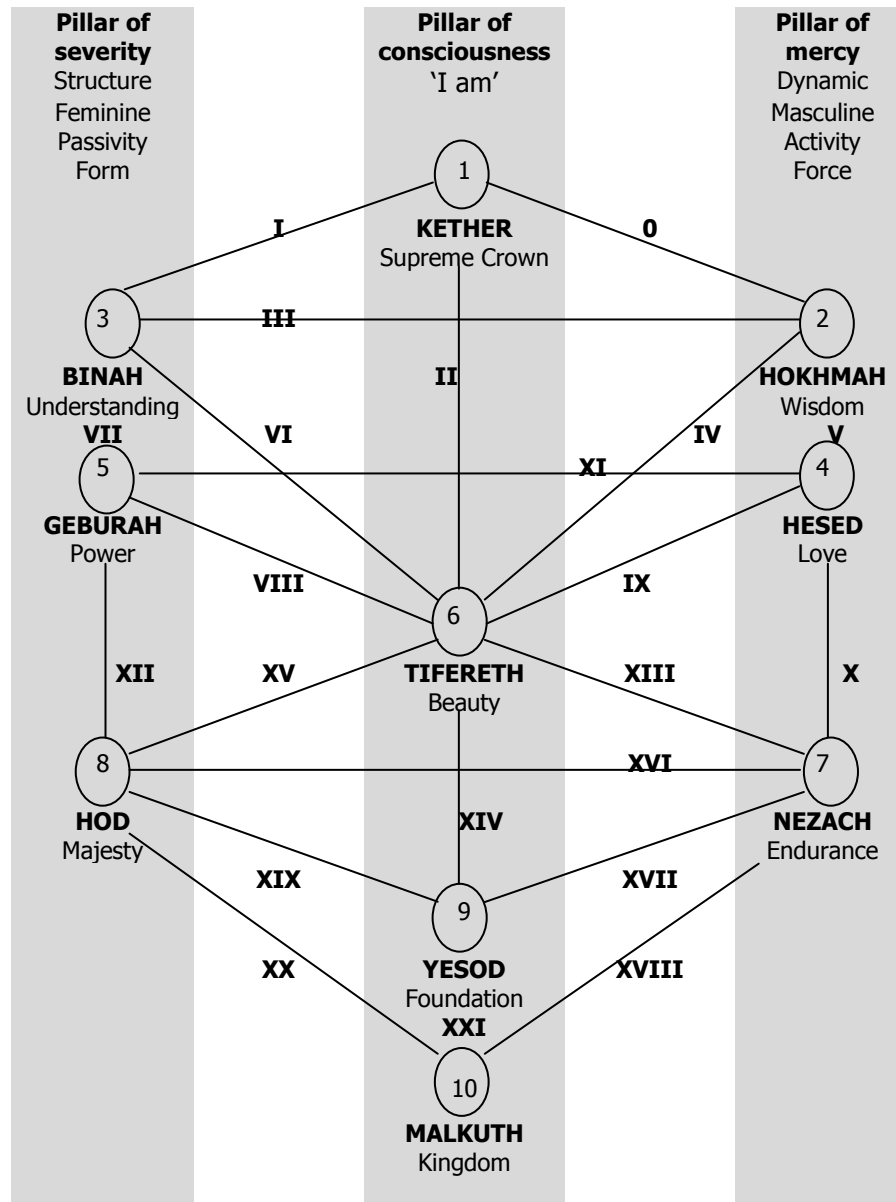 Pillar of
severity
Structure
Feminine
Passivity
Form
Pillar of
consciousness
‘I am’
Pillar of
mercy
Dynamic
Masculine
Activity
Force
1
I
KETHER
0
Supreme Crown
3
III
2
BINAH
II
HOKHMAH
Understanding
Wisdom
VII
VI
IV
V
5
XI
4
GEBURAH
HESED
Power
Love
VIII
IX
6
XII
XV
TIFERETH
XIII
X
Beauty
8
XVI
7
HOD
XIV
NEZACH
Majesty
Endurance
XIX
XVII
9
XX
YESOD
XVIII
Foundation
XXI
10
MALKUTH
Kingdom